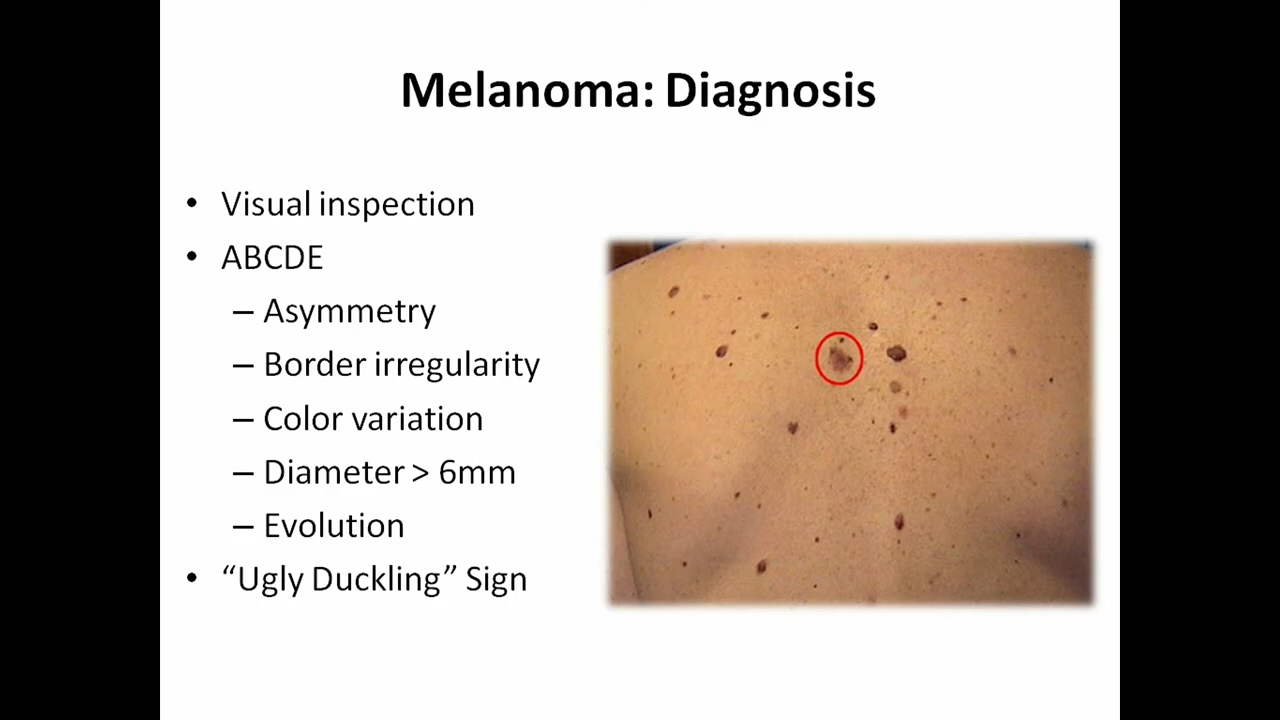 Melanoma: Diagnosis
• Visual inspection
• ABCDE
– Asymmetry
– Border irregularity
– Color variation
– Diameter > 6mm
– Evolution
• “Ugly Duckling” Sign